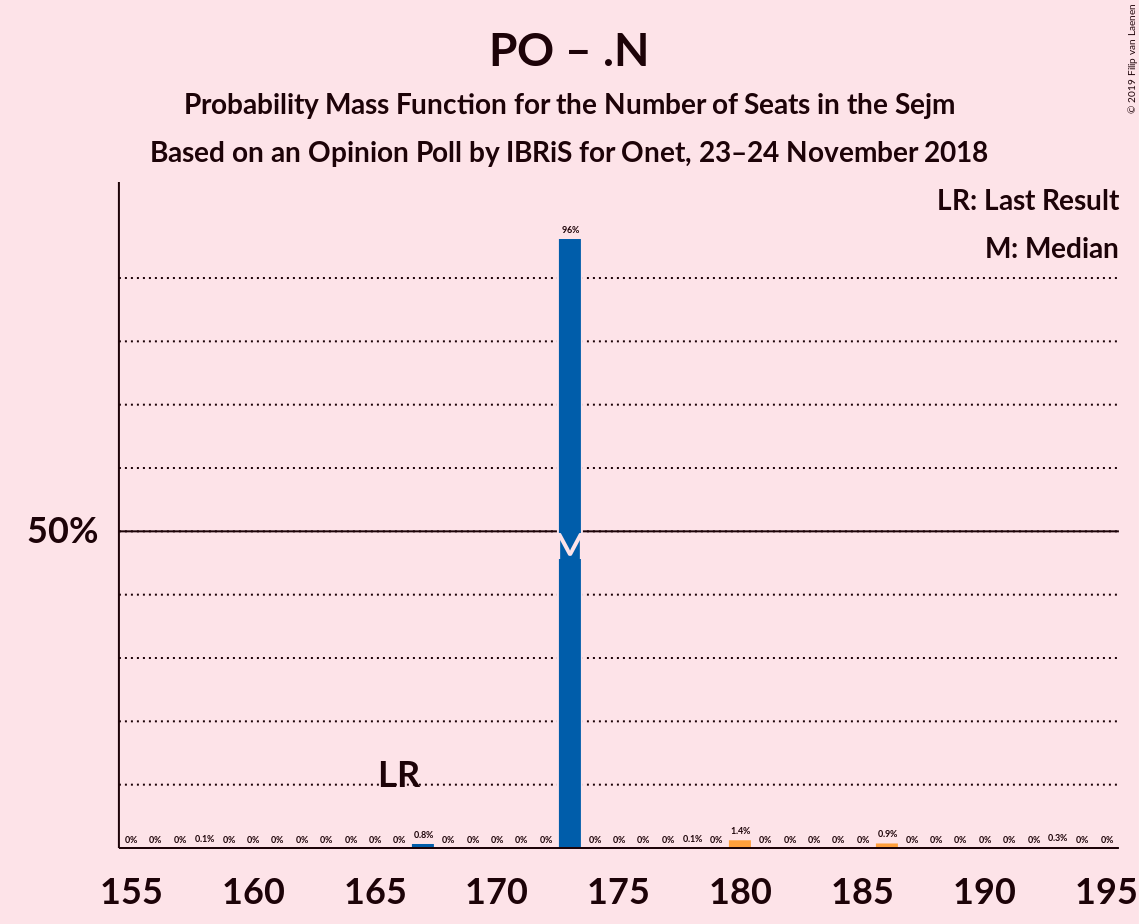 PO – .N
Probability Mass Function for the Number of Seats in the Sejm
Based on an Opinion Poll by IBRiS for Onet, 23–24 November 2018
© 2019 Filip van Laenen
LR: Last Result
M: Median
96%
50%
M
LR
0% 0% 0% 0.1% 0% 0% 0% 0% 0% 0% 0% 0% 0.8% 0% 0% 0% 0% 0% 0% 0% 0% 0% 0.1% 0% 1.4% 0% 0% 0% 0% 0% 0.9% 0% 0% 0% 0% 0% 0% 0.3% 0% 0%
155 160 165 170 175 180 185 190 195